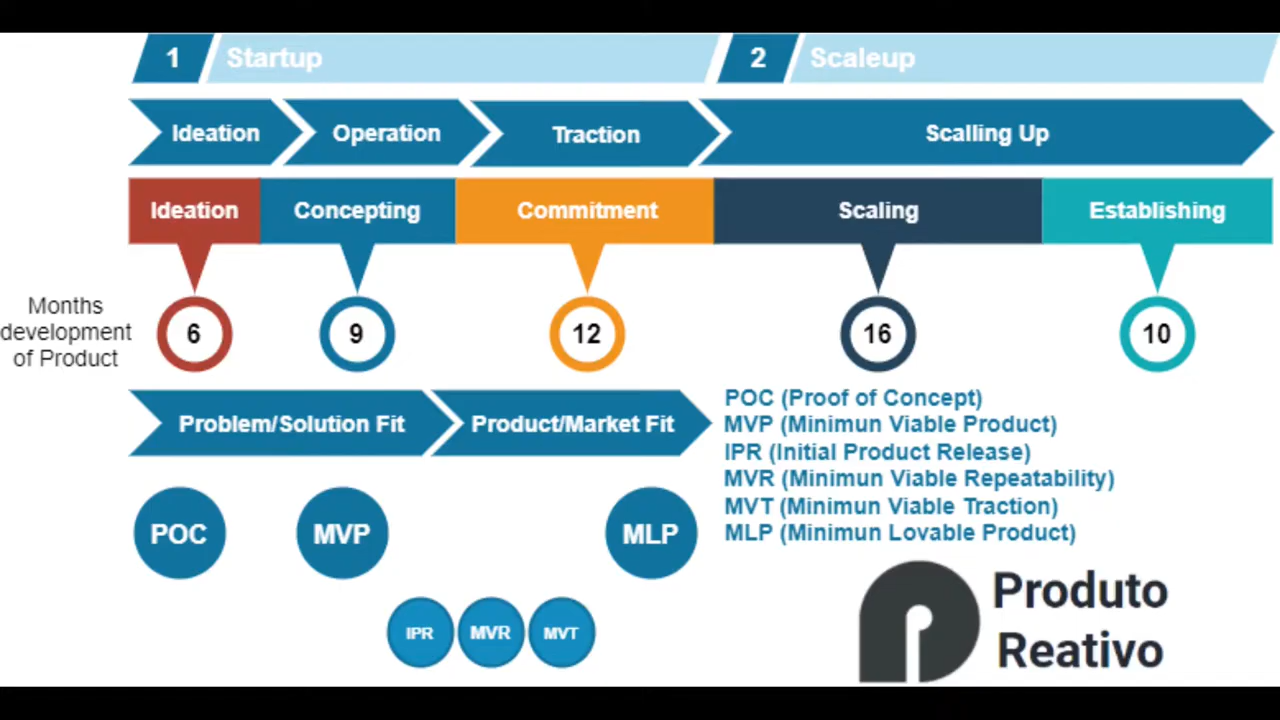 1 Startup 2 Scaleup
Ideation Operation Traction Scalling Up
Ideation Concepting Commitment Scaling Establishing
Months
development
of Product
6 9 12 16 10
Problem/Solution Fit Product/Market Fit
POC (Proof of Concept)
MVP (Minimun Viable Product)
IPR (Initial Product Release)
MVR (Minimun Viable Repeatability)
MVT (Minimun Viable Traction)
MLP (Minimun Lovable Product)
POC MVP MLP
IPR MVR MVT
Produto
Reativo